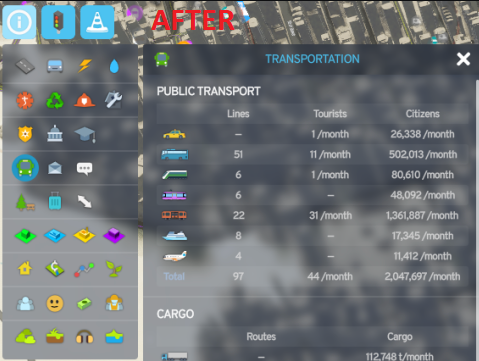 AFTER
TRANSPORTATION
PUBLIC TRANSPORT
Lines Tourists Citizens
– 1 /month 26,338 /month
51 11 /month 502,013 /month
6 1 /month 80,610 /month
6 – 48,092 /month
22 31 /month 1,361,887 /month
8 – 17,345 /month
4 – 11,412 /month
Total 97 44 /month 2,047,697 /month
CARGO
Routes Cargo
– 112,748 t/month